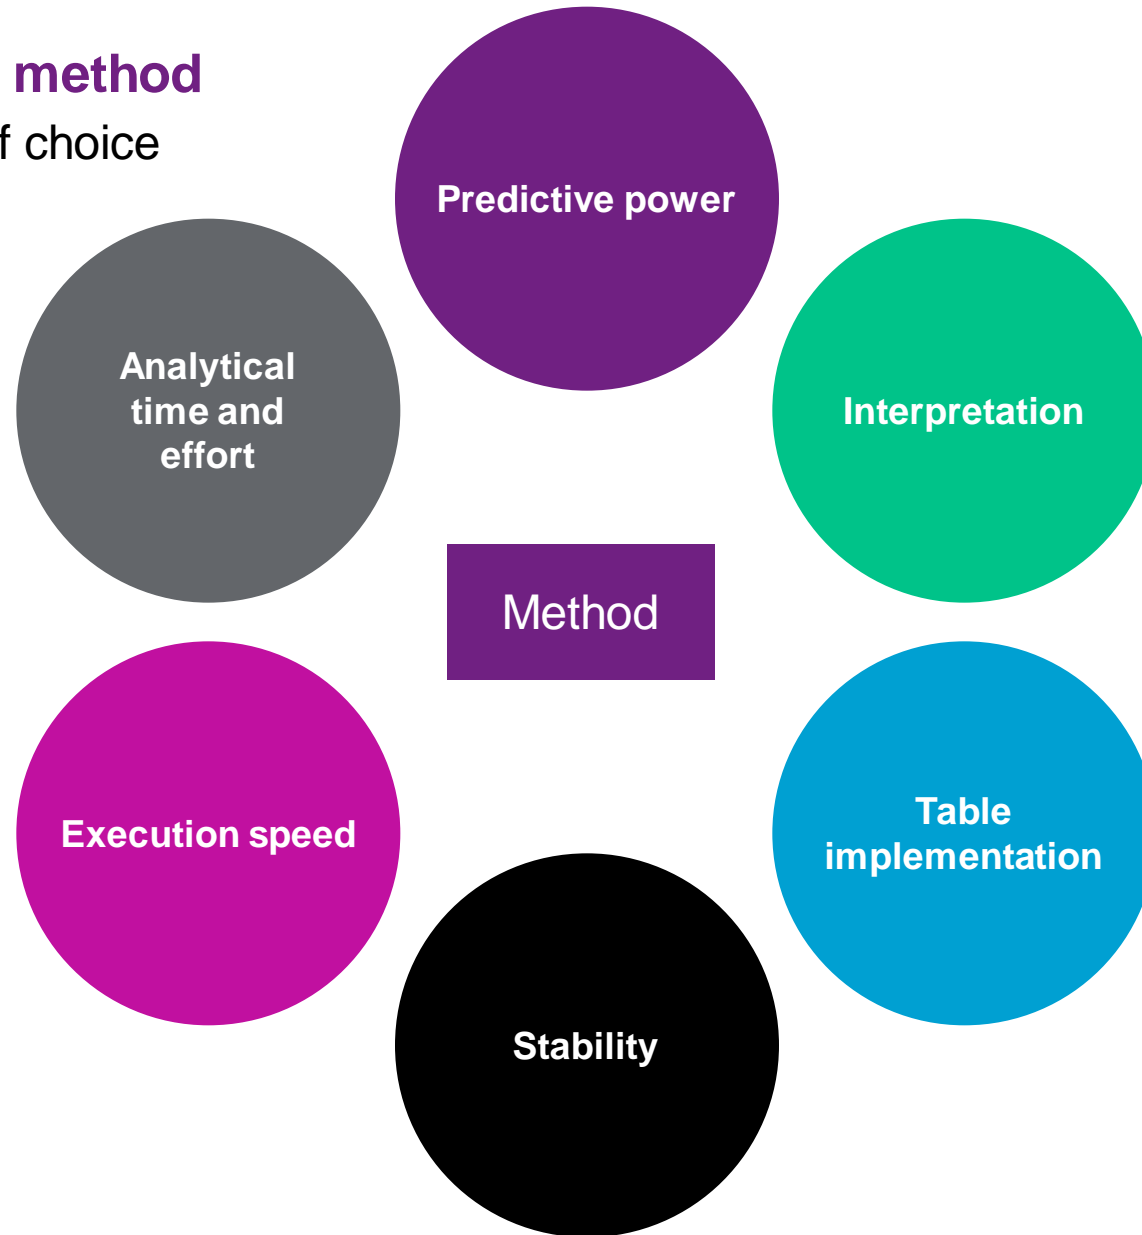 method
f choice
Predictive power
Analytical
time and
effort
Interpretation
Method
Execution speed
Table
implementation
Stability